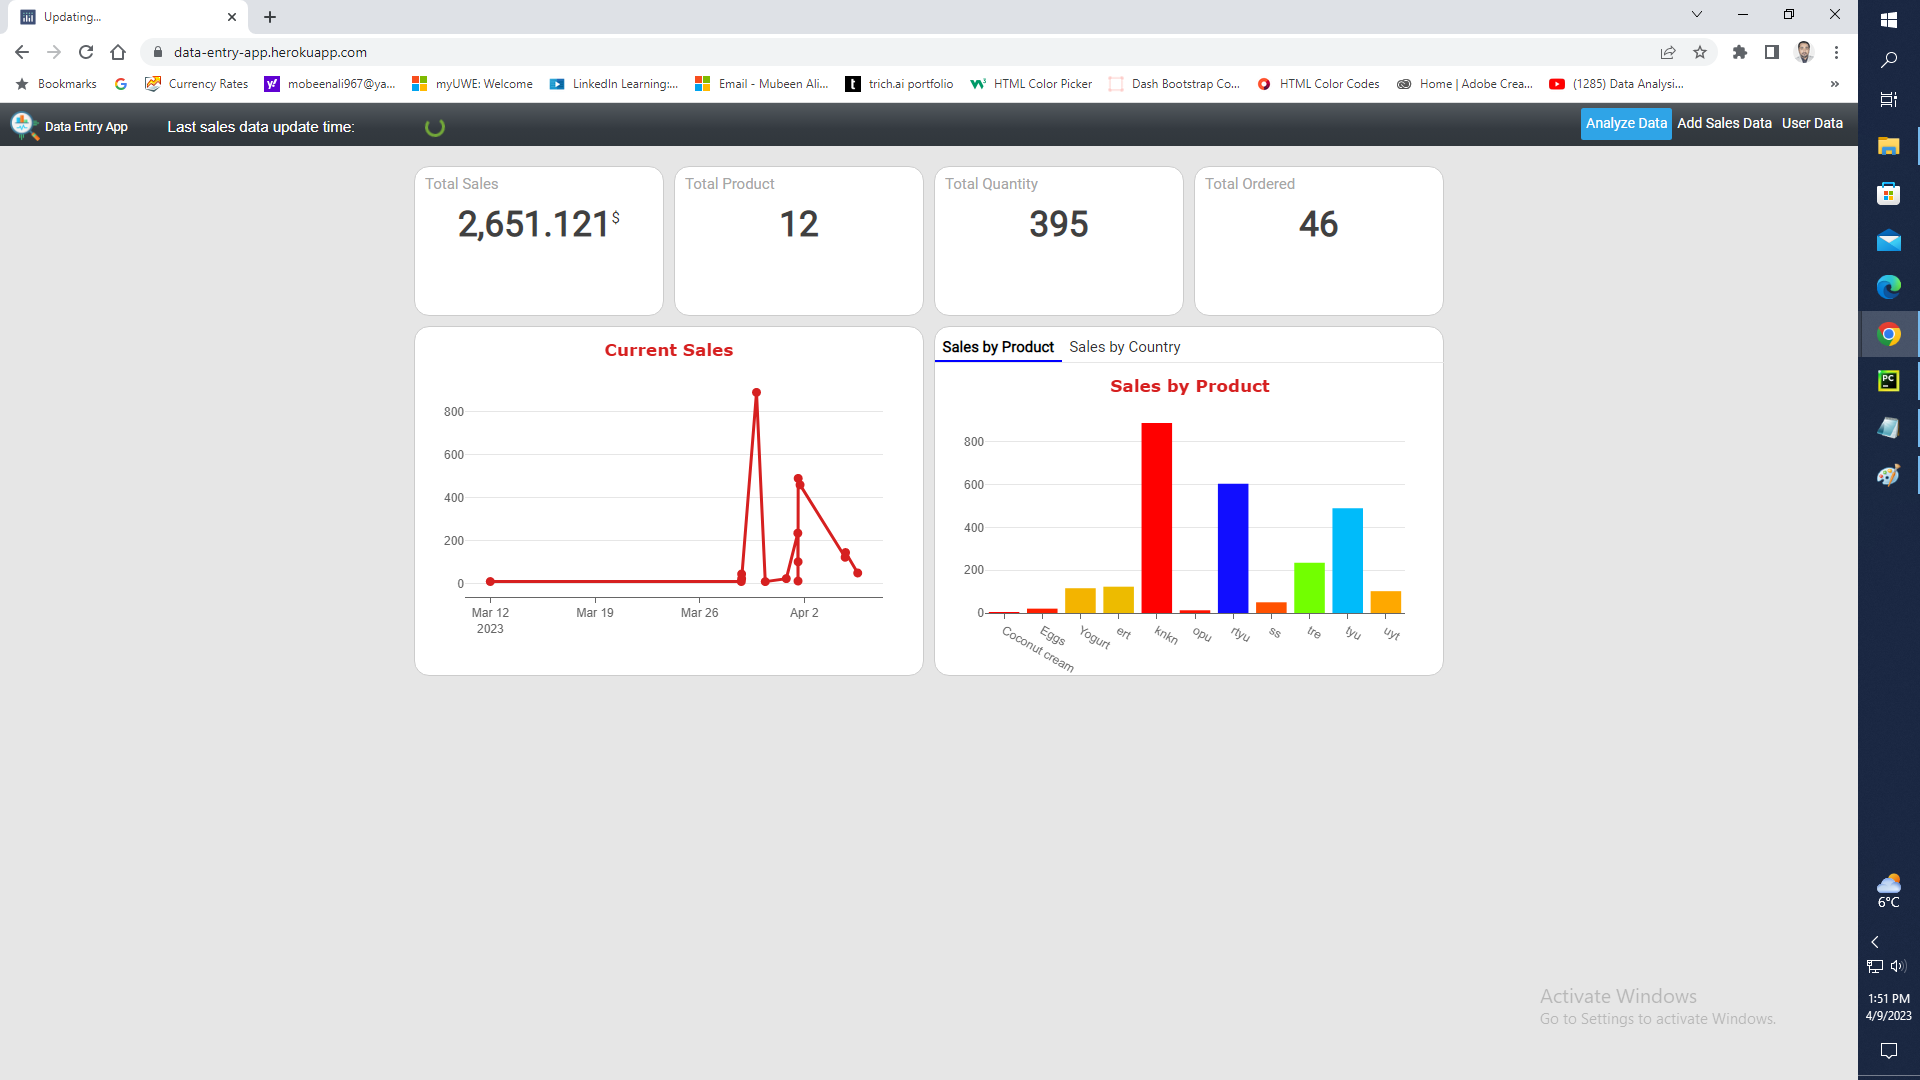 Updating...
data-entry-app.herokuapp.com
Bookmarks
Currency Rates
mobeenali967@ya...
myUWE: Welcome
LinkedIn Learning:...
Email - Mubeen Ali...
trich.ai portfolio
HTML Color Picker
Dash Bootstrap Co...
HTML Color Codes
Home | Adobe Crea...
(1285) Data Analysi...
»
Data Entry App
Last sales data update time:
Analyze Data
Add Sales Data
User Data
Total Sales
2,651.121$
Total Product
12
Total Quantity
395
Total Ordered
46
Current Sales
800
600
400
200
0
Mar 12
2023
Mar 19
Mar 26
Apr 2
Sales by Product
Sales by Country
Sales by Product
800
600
400
200
0
Coconut cream
Eggs
Yogurt
ert
knkn
opu
rtyu
ss
tre
tyu
uyt
Activate Windows
Go to Settings to activate Windows.
PC
6°C
1:51 PM
4/9/2023